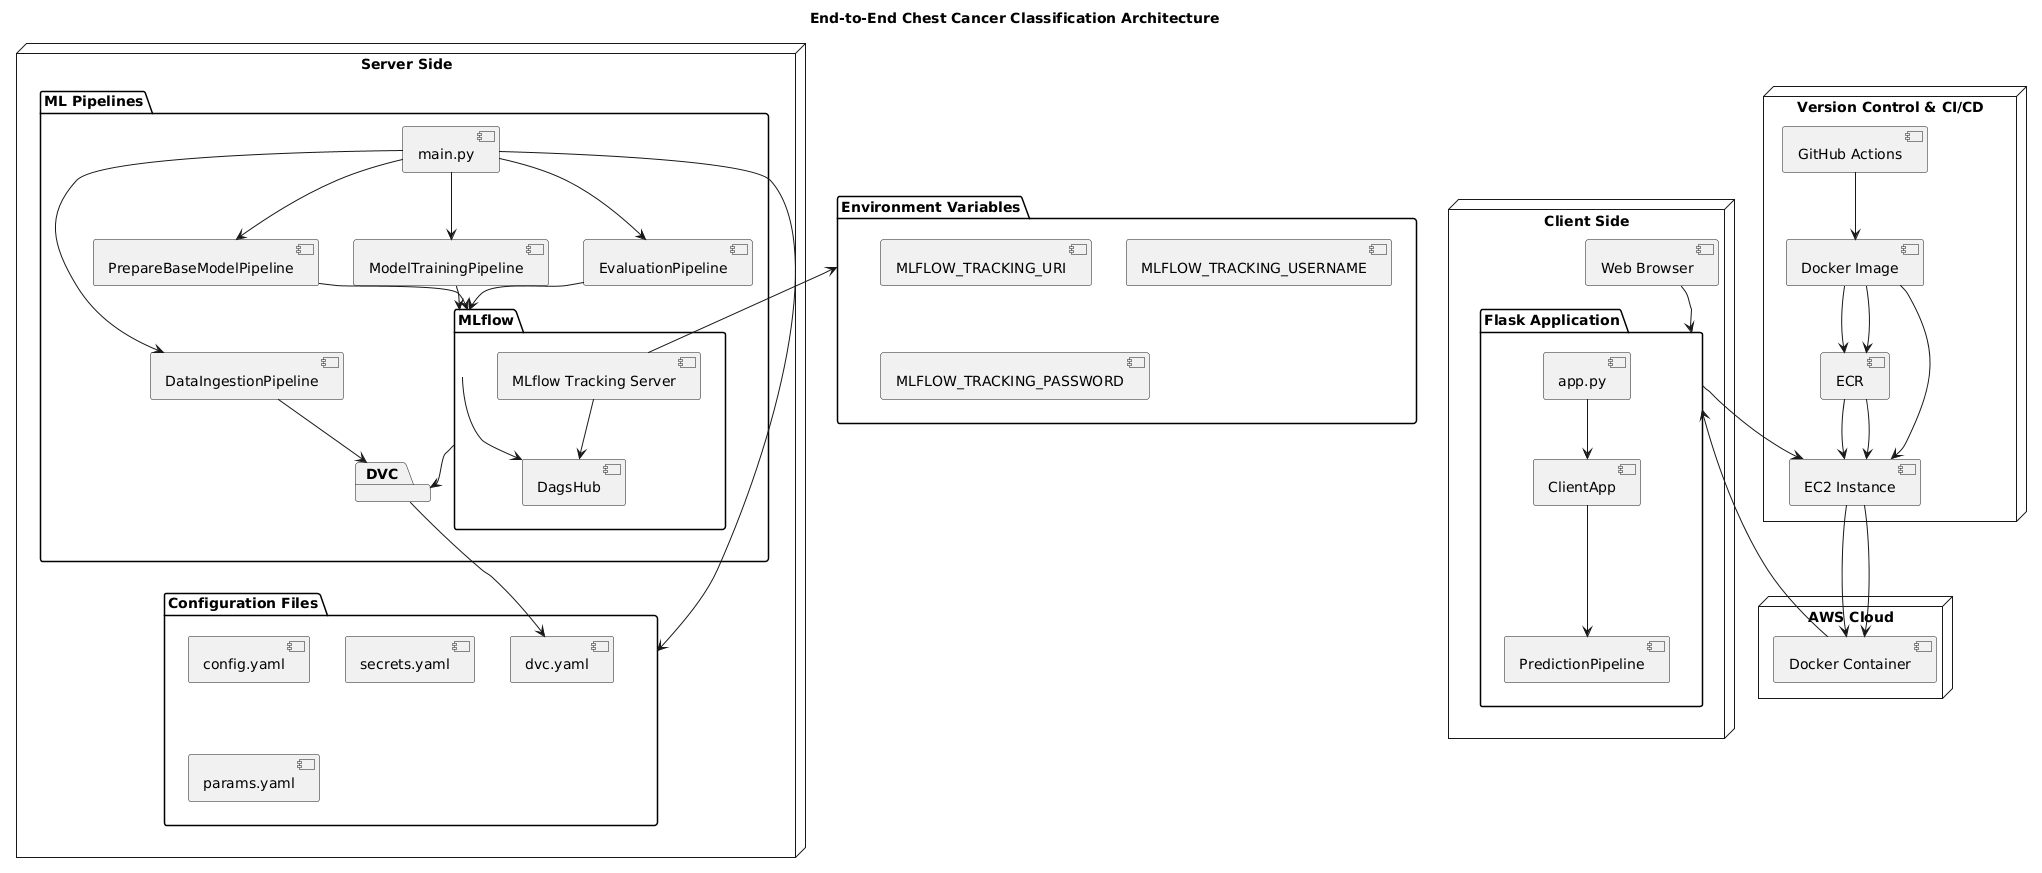 End-to-End Chest Cancer Classification Architecture
Server Side
ML Pipelines
main.py
PrepareBaseModelPipeline
ModelTrainingPipeline
EvaluationPipeline
MLflow
MLflow Tracking Server
DataIngestionPipeline
DVC
DagsHub
Configuration Files
config.yaml
secrets.yaml
dvc.yaml
params.yaml
Environment Variables
MLFLOW_TRACKING_URI
MLFLOW_TRACKING_USERNAME
MLFLOW_TRACKING_PASSWORD
Client Side
Web Browser
Flask Application
app.py
ClientApp
PredictionPipeline
Version Control & CI/CD
GitHub Actions
Docker Image
ECR
EC2 Instance
AWS Cloud
Docker Container